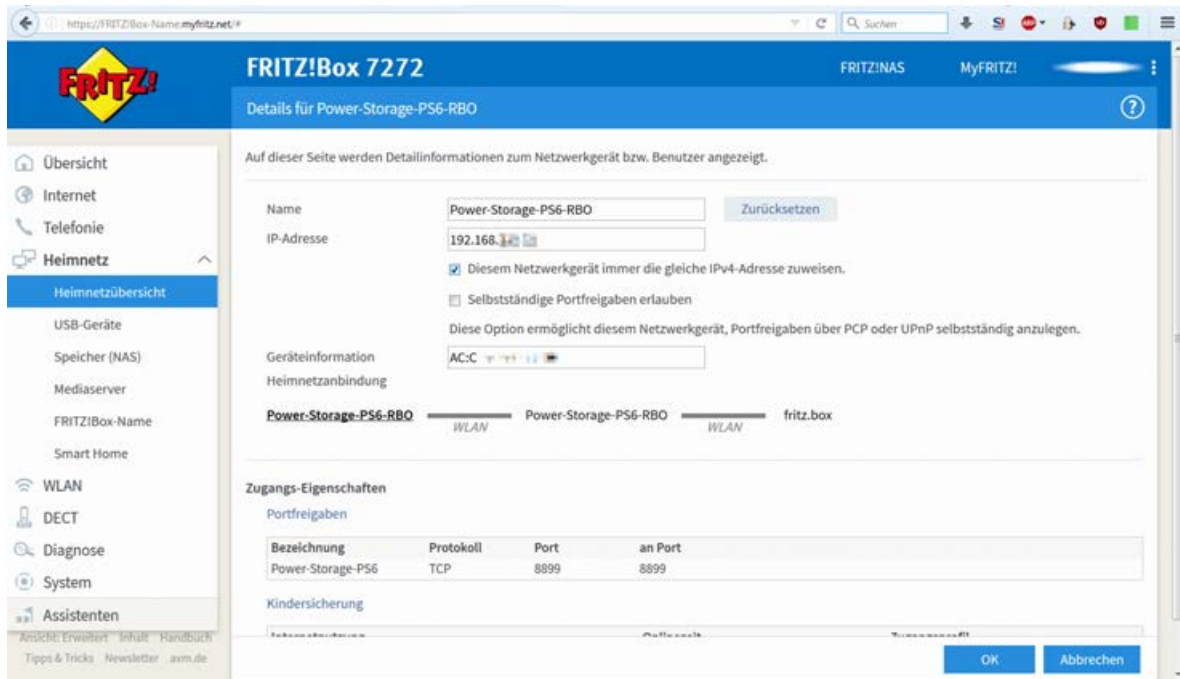 https://FRITZ!Box-Name.myfritz.net/#
Suchen
FRITZ!
FRITZ!Box 7272
FRITZ!NAS
MyFRITZ!
Details für Power-Storage-PS6-RBO
Übersicht
Internet
Telefonie
Heimnetz
Heimnetzübersicht
USB-Geräte
Speicher (NAS)
Mediaserver
FRITZ!Box-Name
Smart Home
WLAN
DECT
Diagnose
System
Assistenten
Ansicht: Erweitert Inhalt Handbuch
Tipps & Tricks Newsletter avm.de
Auf dieser Seite werden Detailinformationen zum Netzwerkgerät bzw. Benutzer angezeigt.
Name Power-Storage-PS6-RBO Zurücksetzen
IP-Adresse 192.168.
Diesem Netzwerkgerät immer die gleiche IPv4-Adresse zuweisen.
Selbstständige Portfreigaben erlauben
Diese Option ermöglicht diesem Netzwerkgerät, Portfreigaben über PCP oder UPnP selbstständig anzulegen.
Geräteinformation AC:C
Heimnetzanbindung
Power-Storage-PS6-RBO WLAN Power-Storage-PS6-RBO WLAN fritz.box
Zugangs-Eigenschaften
Portfreigaben
Bezeichnung Protokoll Port an Port
Power-Storage-PS6 TCP 8899 8899
Kindersicherung
Internetnutzung Onlinezeit Zugangsprofil
OK Abbrechen